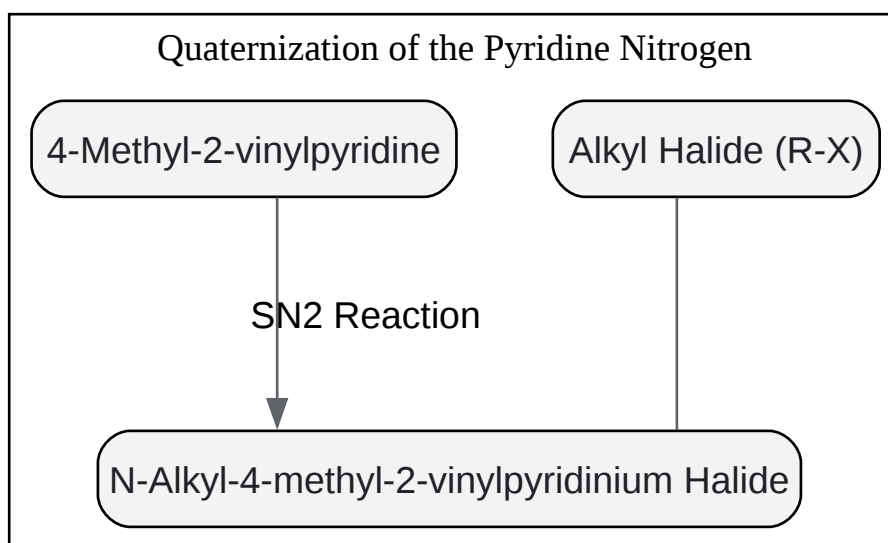 Quaternization of the Pyridine Nitrogen
4-Methyl-2-vinylpyridine
Alkyl Halide (R-X)
SN2 Reaction
N-Alkyl-4-methyl-2-vinylpyridinium Halide